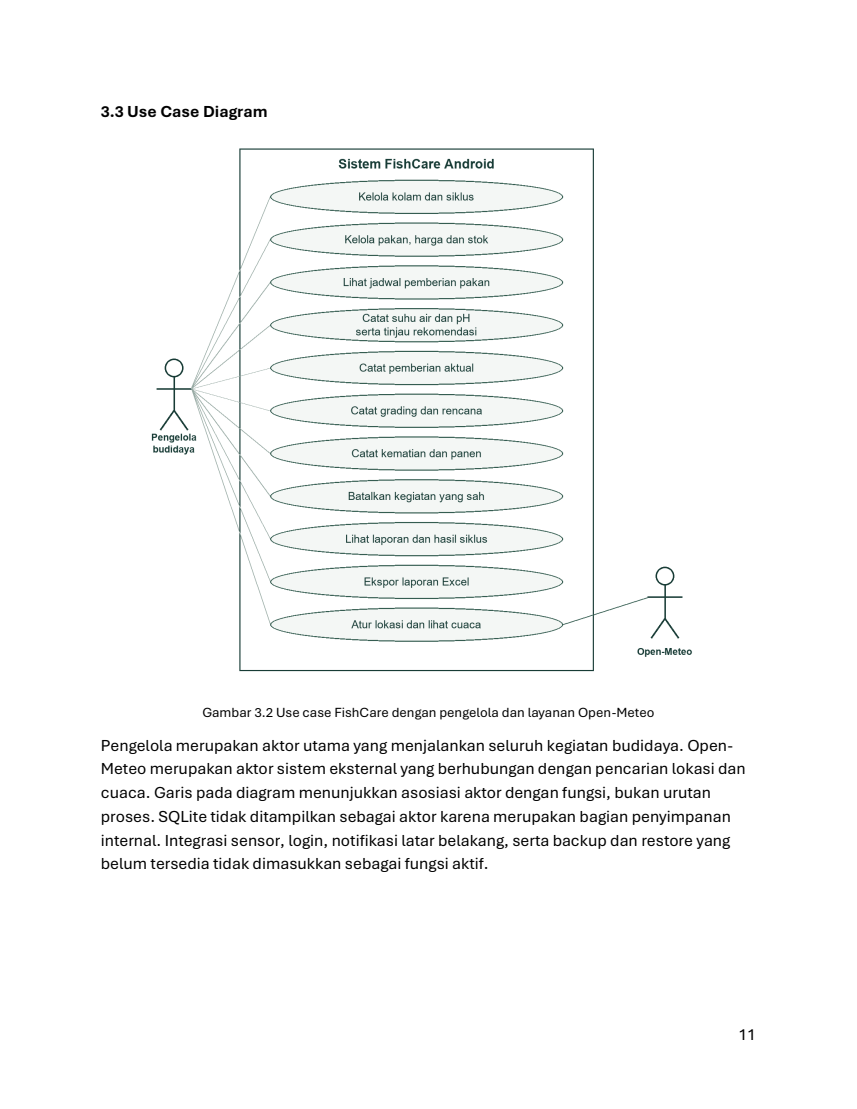 3.3 Use Case Diagram
Sistem FishCare Android
Kelola kolam dan siklus
Kelola pakan, harga dan stok
Lihat jadwal pemberian pakan
Catat suhu air dan pH
serta tinjau rekomendasi
Catat pemberian aktual
Catat grading dan rencana
Catat kematian dan panen
Batalkan kegiatan yang sah
Lihat laporan dan hasil siklus
Ekspor laporan Excel
Atur lokasi dan lihat cuaca
Pengelola
budidaya
Open-Meteo
Gambar 3.2 Use case FishCare dengan pengelola dan layanan Open-Meteo
Pengelola merupakan aktor utama yang menjalankan seluruh kegiatan budidaya. Open-
Meteo merupakan aktor sistem eksternal yang berhubungan dengan pencarian lokasi dan
cuaca. Garis pada diagram menunjukkan asosiasi aktor dengan fungsi, bukan urutan
proses. SQLite tidak ditampilkan sebagai aktor karena merupakan bagian penyimpanan
internal. Integrasi sensor, login, notifikasi latar belakang, serta backup dan restore yang
belum tersedia tidak dimasukkan sebagai fungsi aktif.
11